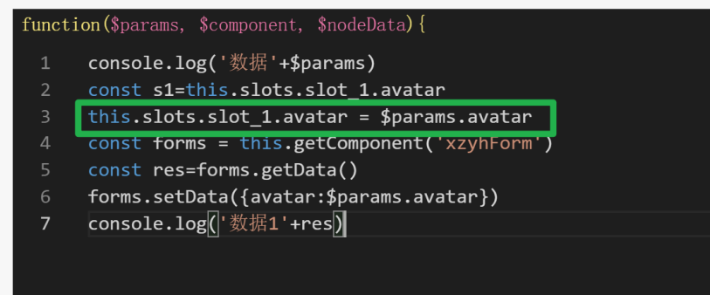 function($params, $component, $nodeData){
1 console.log('数据'+$params)
2 const s1=this.slots.slot_1.avatar
3 this.slots.slot_1.avatar = $params.avatar
4 const forms = this.getComponent('xzyhForm')
5 const res=forms.getData()
6 forms.setData({avatar:$params.avatar})
7 console.log('数据1'+res)